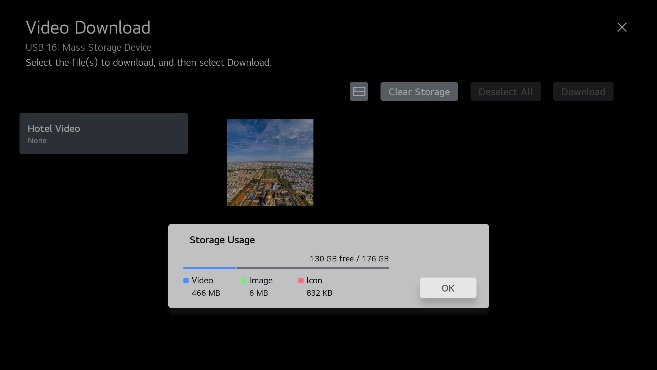 Video Download
USB 16: Mass Storage Device
Select the file(s) to download, and then select Download.
Clear Storage
Deselect All
Download
Hotel Video
None
Storage Usage
130 GB free / 176 GB
Video
Image
Icon
466 MB
6 MB
832 KB
OK